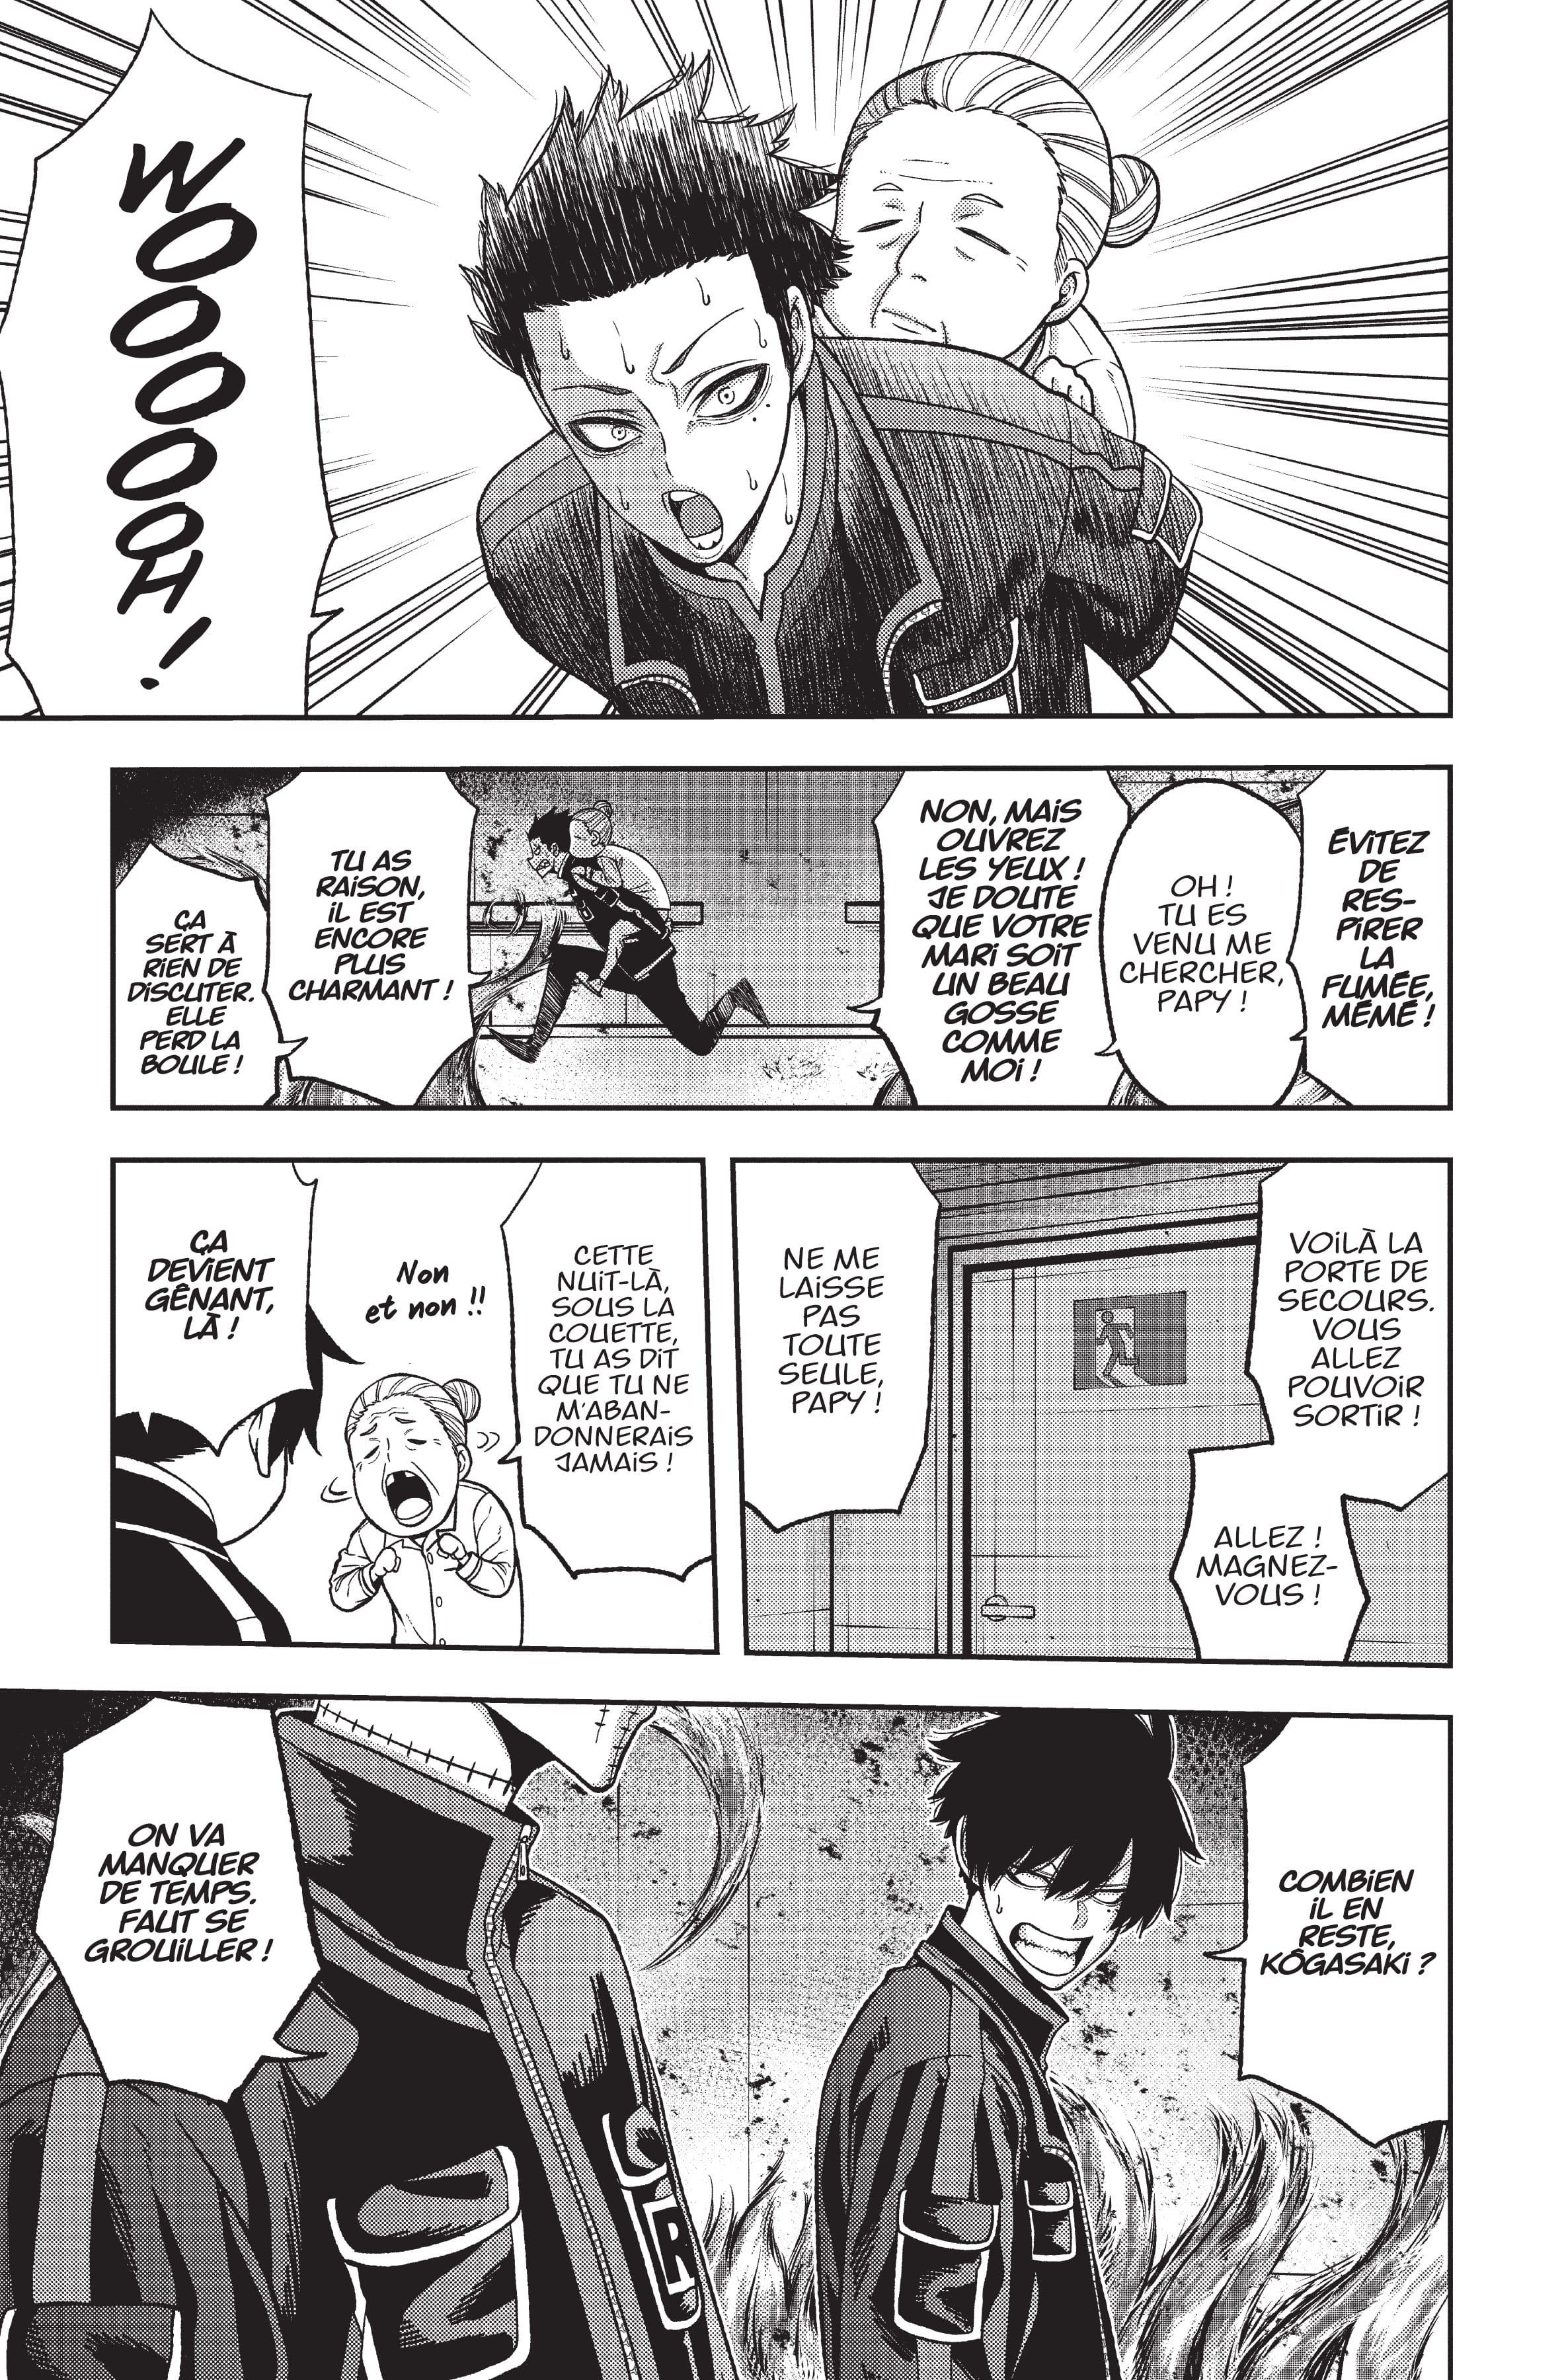 WOOOOH !
ÉVITEZ
DE
RES-
PIRER
LA
FUMÉE,
MÉMÉ !
OH !
TU ES
VENU ME
CHERCHER,
PAPY !
NON, MAIS
OUVREZ
LES YEUX !
JE DOUTE
QUE VOTRE
MARI SOIT
UN BEAU
GOSSE
COMME
MOI !
TU AS
RAISON,
IL EST
ENCORE
PLUS
CHARMANT !
ÇA
SERT À
RIEN DE
DISCUTER.
ELLE
PERD LA
BOULE !
VOILÀ LA
PORTE DE
SECOURS.
VOUS
ALLEZ
POUVOIR
SORTIR !
ALLEZ !
MAGNEZ-
VOUS !
NE ME
LAISSE
PAS
TOUTE
SEULE,
PAPY !
CETTE
NUIT-LÀ,
SOUS LA
COUETTE,
TU AS DIT
QUE TU NE
M'ABAN-
DONNERAIS
JAMAIS !
Non
et non !!
ÇA
DEVIENT
GÊNANT,
LÀ !
COMBIEN
IL EN
RESTE,
KÔGASAKI ?
ON VA
MANQUER
DE TEMPS.
FAUT SE
GROUILLER !
R